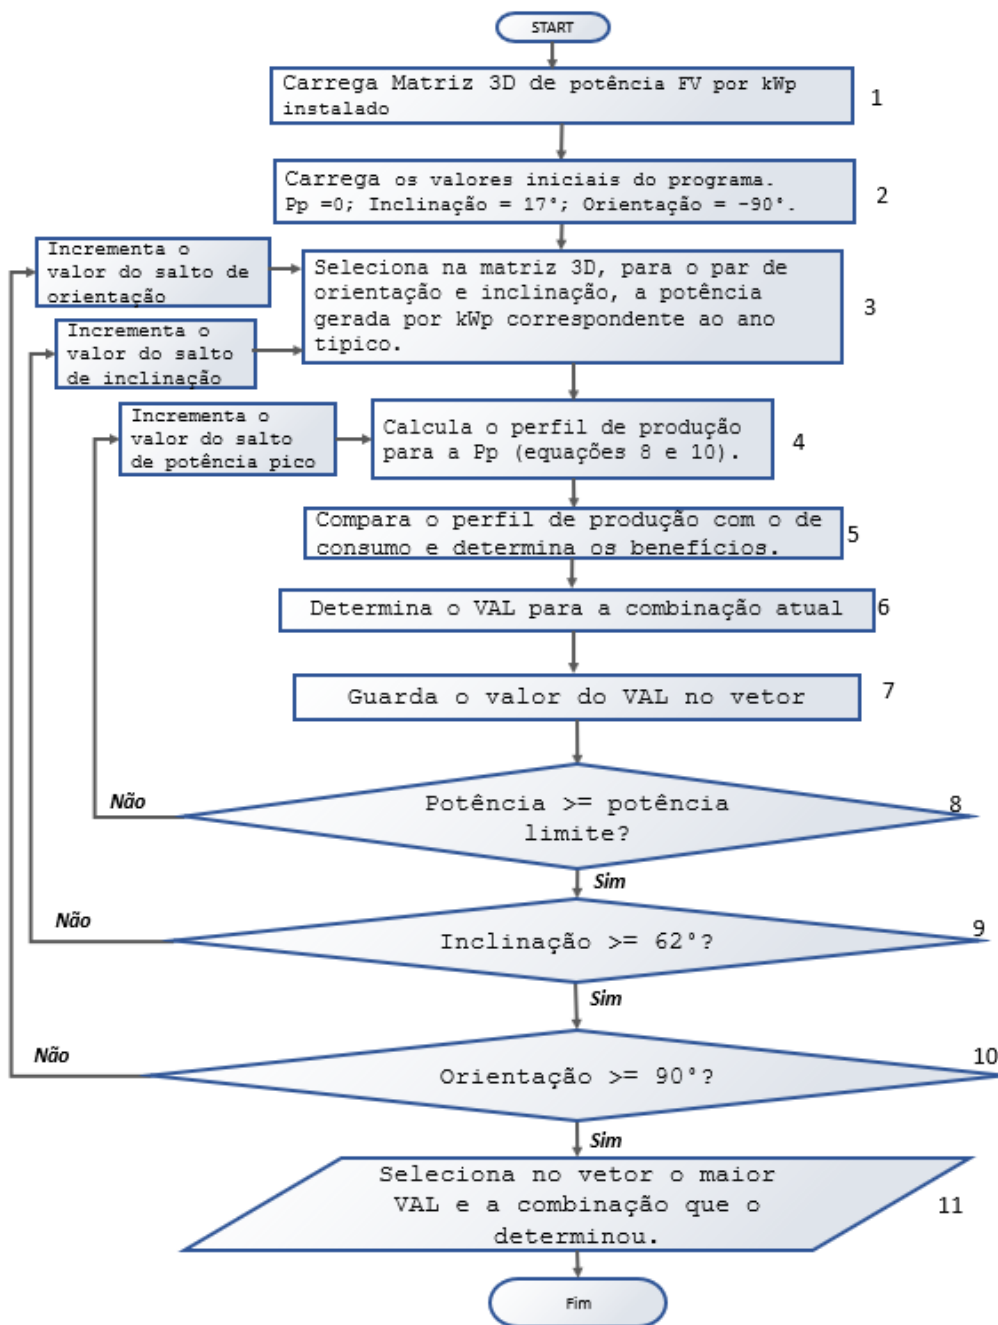 START
Carrega Matriz 3D de potência FV por kWp
instalado
1
Carrega os valores iniciais do programa.
Pp =0; Inclinação = 17°; Orientação = -90°.
2
Incrementa o
valor do salto de
orientação
Seleciona na matriz 3D, para o par de
orientação e inclinação, a potência
gerada por kWp correspondente ao ano
tipico.
3
Incrementa o
valor do salto
de inclinação
Incrementa o
valor do salto
de potência pico
Calcula o perfil de produção
para a Pp (equações 8 e 10).
4
Compara o perfil de produção com o de
consumo e determina os benefícios.
5
Determina o VAL para a combinação atual
6
Guarda o valor do VAL no vetor
7
Não
Potência >= potência
limite?
8
Sim
Não
Inclinação >= 62°?
9
Sim
Não
Orientação >= 90°?
10
Sim
Seleciona no vetor o maior
VAL e a combinação que o
determinou.
11
Fim